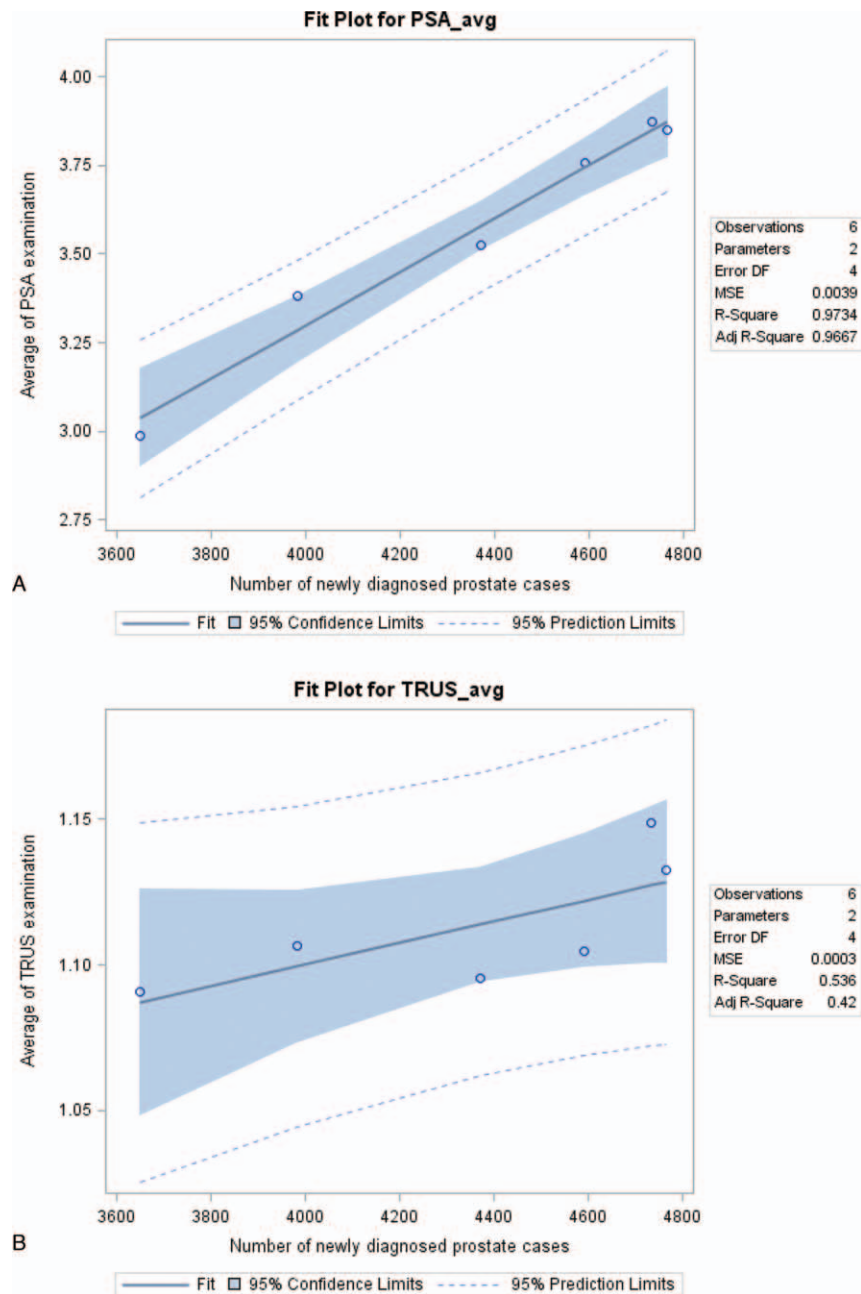 Fit Plot for PSA_avg
4.00
3.75
3.50
3.25
3.00
2.75
Average of PSA examination
3600 3800 4000 4200 4400 4600 4800
Number of newly diagnosed prostate cases
A
Fit 95% Confidence Limits 95% Prediction Limits
Observations 6
Parameters 2
Error DF 4
MSE 0.0039
R-Square 0.9734
Adj R-Square 0.9667
Fit Plot for TRUS_avg
1.15
1.10
1.05
Average of TRUS examination
3600 3800 4000 4200 4400 4600 4800
Number of newly diagnosed prostate cases
B
Fit 95% Confidence Limits 95% Prediction Limits
Observations 6
Parameters 2
Error DF 4
MSE 0.0003
R-Square 0.536
Adj R-Square 0.42